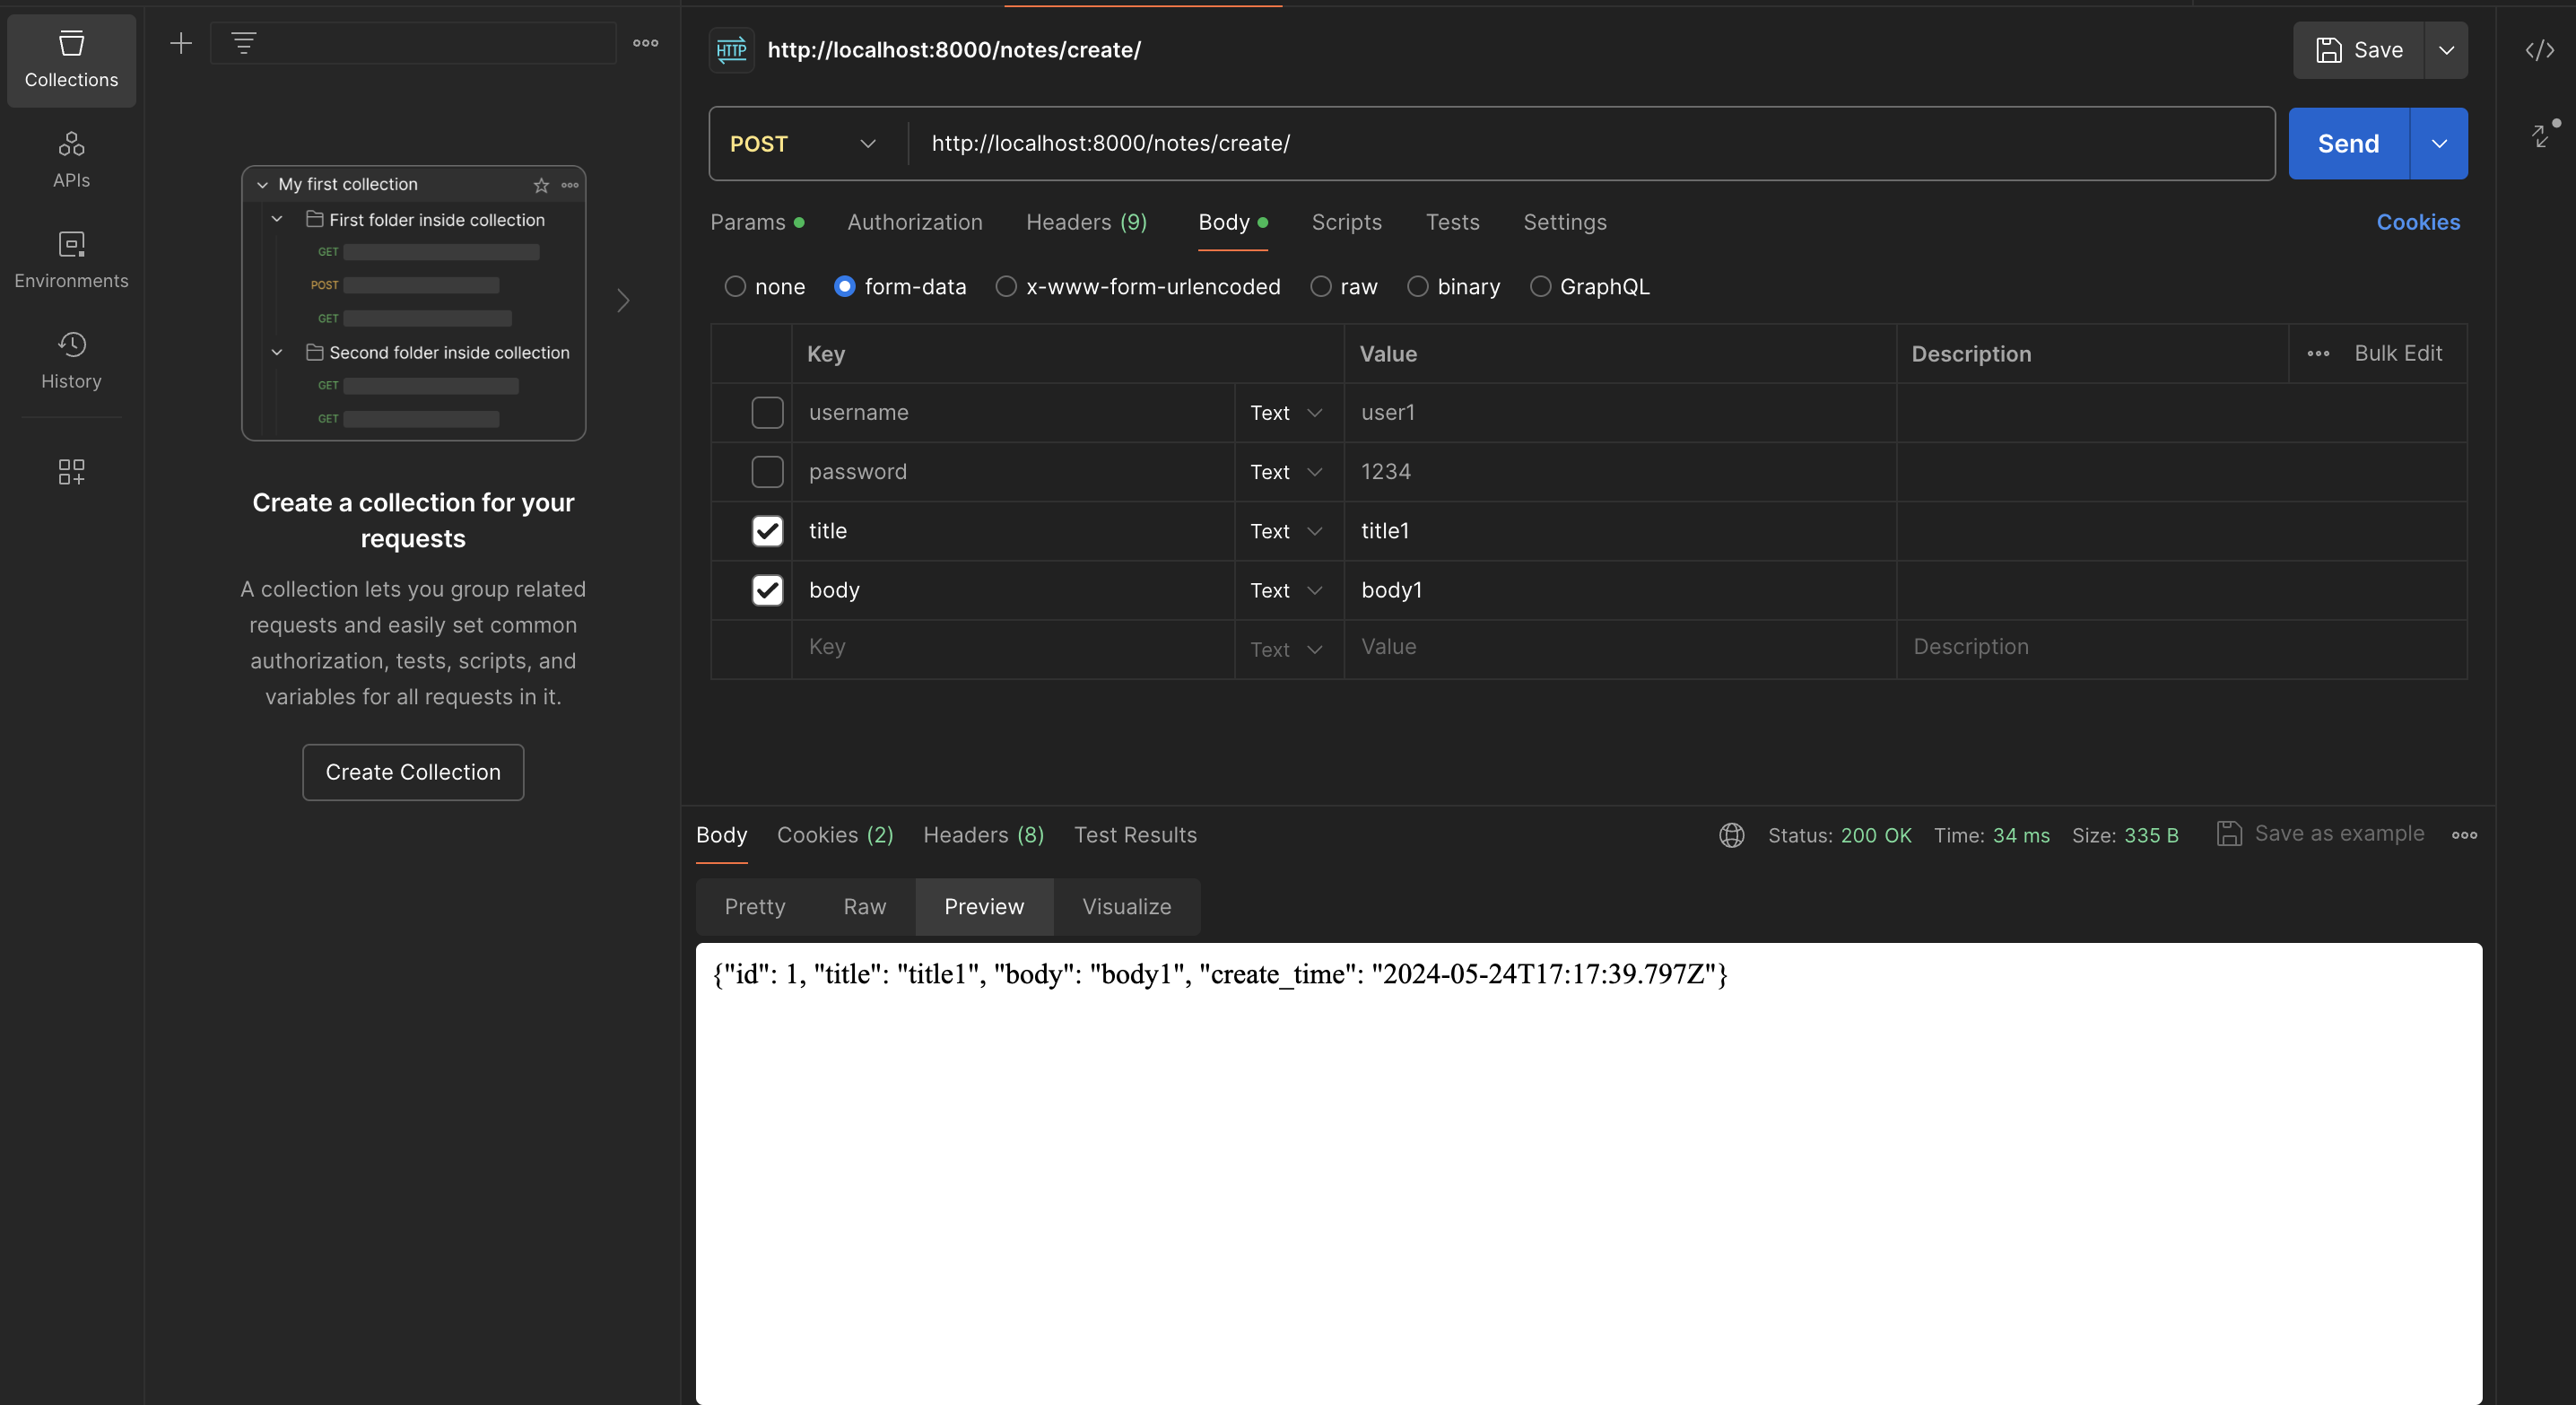 Collections
APIs
Environments
History
My first collection
First folder inside collection
GET
POST
GET
Second folder inside collection
GET
GET
Create a collection for your
requests
A collection lets you group related
requests and easily set common
authorization, tests, scripts, and
variables for all requests in it.
Create Collection
HTTP http://localhost:8000/notes/create/ Save
POST http://localhost:8000/notes/create/ Send
Params Authorization Headers (9) Body Scripts Tests Settings Cookies
none form-data x-www-form-urlencoded raw binary GraphQL
Key Value Description Bulk Edit
username Text user1
password Text 1234
title Text title1
body Text body1
Key Text Value Description
Body Cookies (2) Headers (8) Test Results Status: 200 OK Time: 34 ms Size: 335 B Save as example
Pretty Raw Preview Visualize
{"id": 1, "title": "title1", "body": "body1", "create_time": "2024-05-24T17:17:39.797Z"}